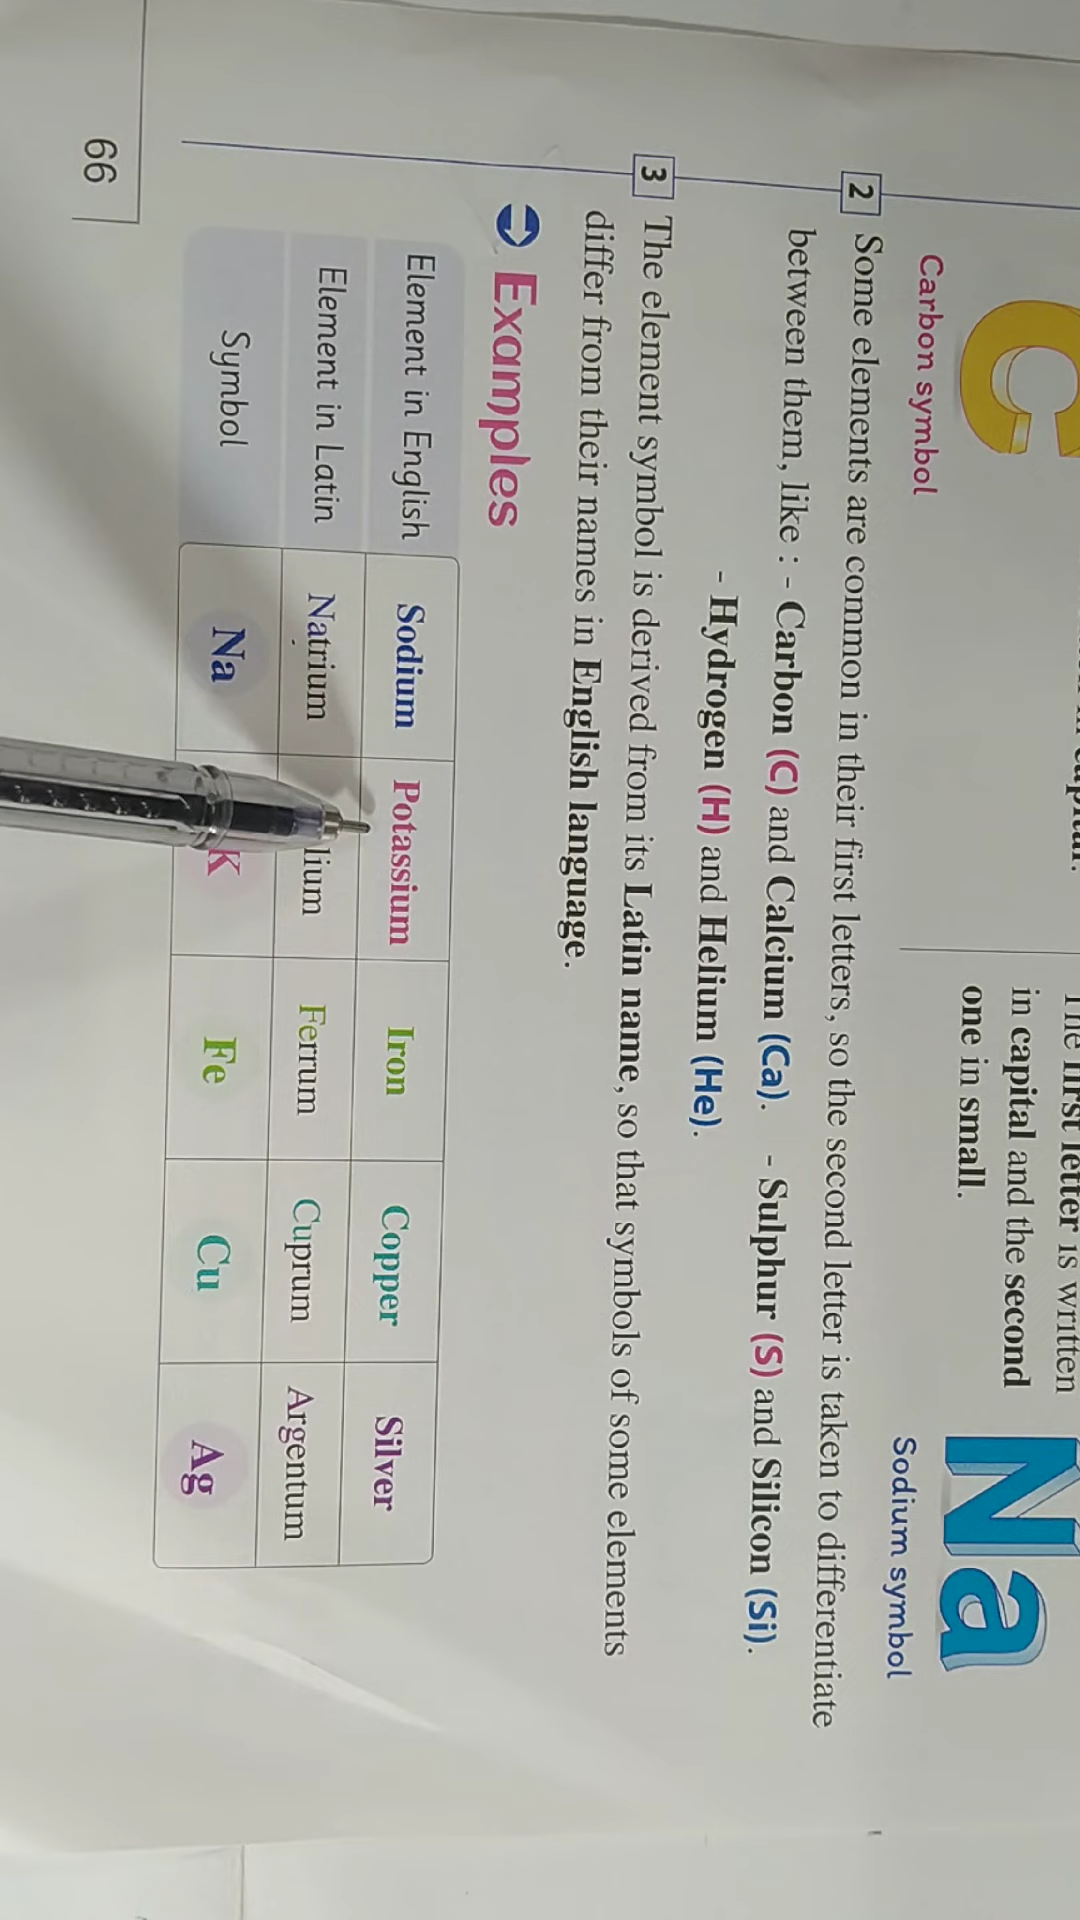 C
Carbon symbol
letter is written
in capital and the second
one in small.
Na
Sodium symbol
2 Some elements are common in their first letters, so the second letter is taken to differentiate
between them, like : - Carbon (C) and Calcium (Ca). - Sulphur (S) and Silicon (Si).
- Hydrogen (H) and Helium (He).
3 The element symbol is derived from its Latin name, so that symbols of some elements
differ from their names in English language.
Examples
Element in English Sodium Potassium Iron Copper Silver
Element in Latin Natrium lium Ferrum Cuprum Argentum
Symbol Na K Fe Cu Ag
66